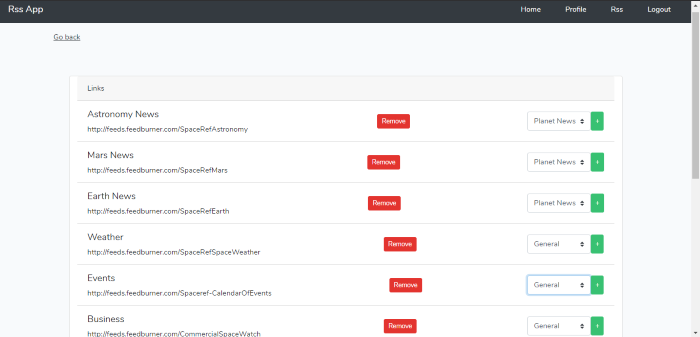 Rss App Home Profile Rss Logout
Go back
Links
Astronomy News
http://feeds.feedburner.com/SpaceRefAstronomy Remove Planet News +
Mars News
http://feeds.feedburner.com/SpaceRefMars Remove Planet News +
Earth News
http://feeds.feedburner.com/SpaceRefEarth Remove Planet News +
Weather
http://feeds.feedburner.com/SpaceRefSpaceWeather Remove General +
Events
http://feeds.feedburner.com/Spaceref-CalendarOfEvents Remove General +
Business
http://feeds.feedburner.com/CommercialSpaceWatch Remove General +